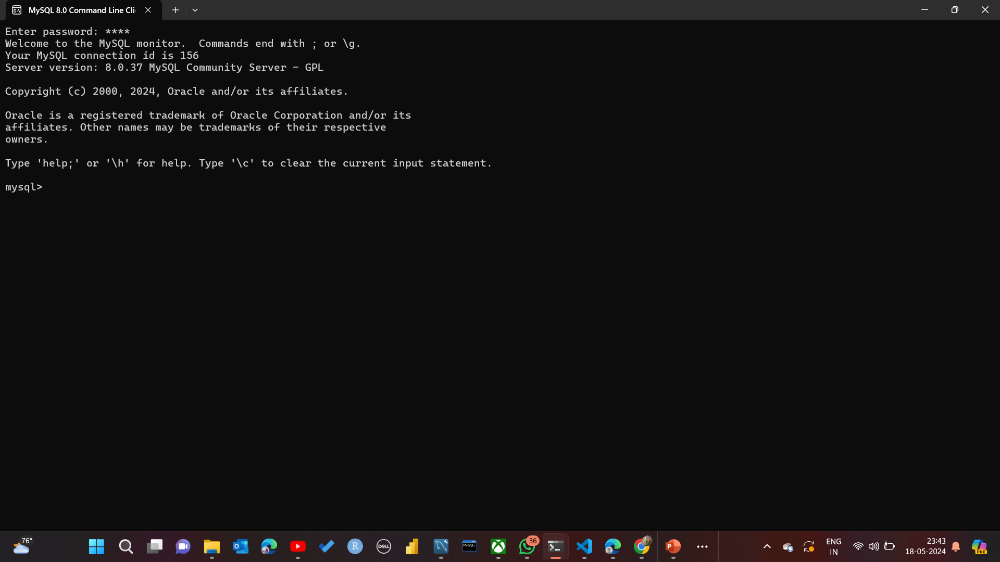 MySQL 8.0 Command Line Cli
Enter password: ****
Welcome to the MySQL monitor.  Commands end with ; or \g.
Your MySQL connection id is 156
Server version: 8.0.37 MySQL Community Server - GPL
Copyright (c) 2000, 2024, Oracle and/or its affiliates.
Oracle is a registered trademark of Oracle Corporation and/or its
affiliates. Other names may be trademarks of their respective
owners.
Type 'help;' or '\h' for help. Type '\c' to clear the current input statement.
mysql>
76°
R
DELL
MySQL
36
P
ENG
IN
23:43
18-05-2024
PRE